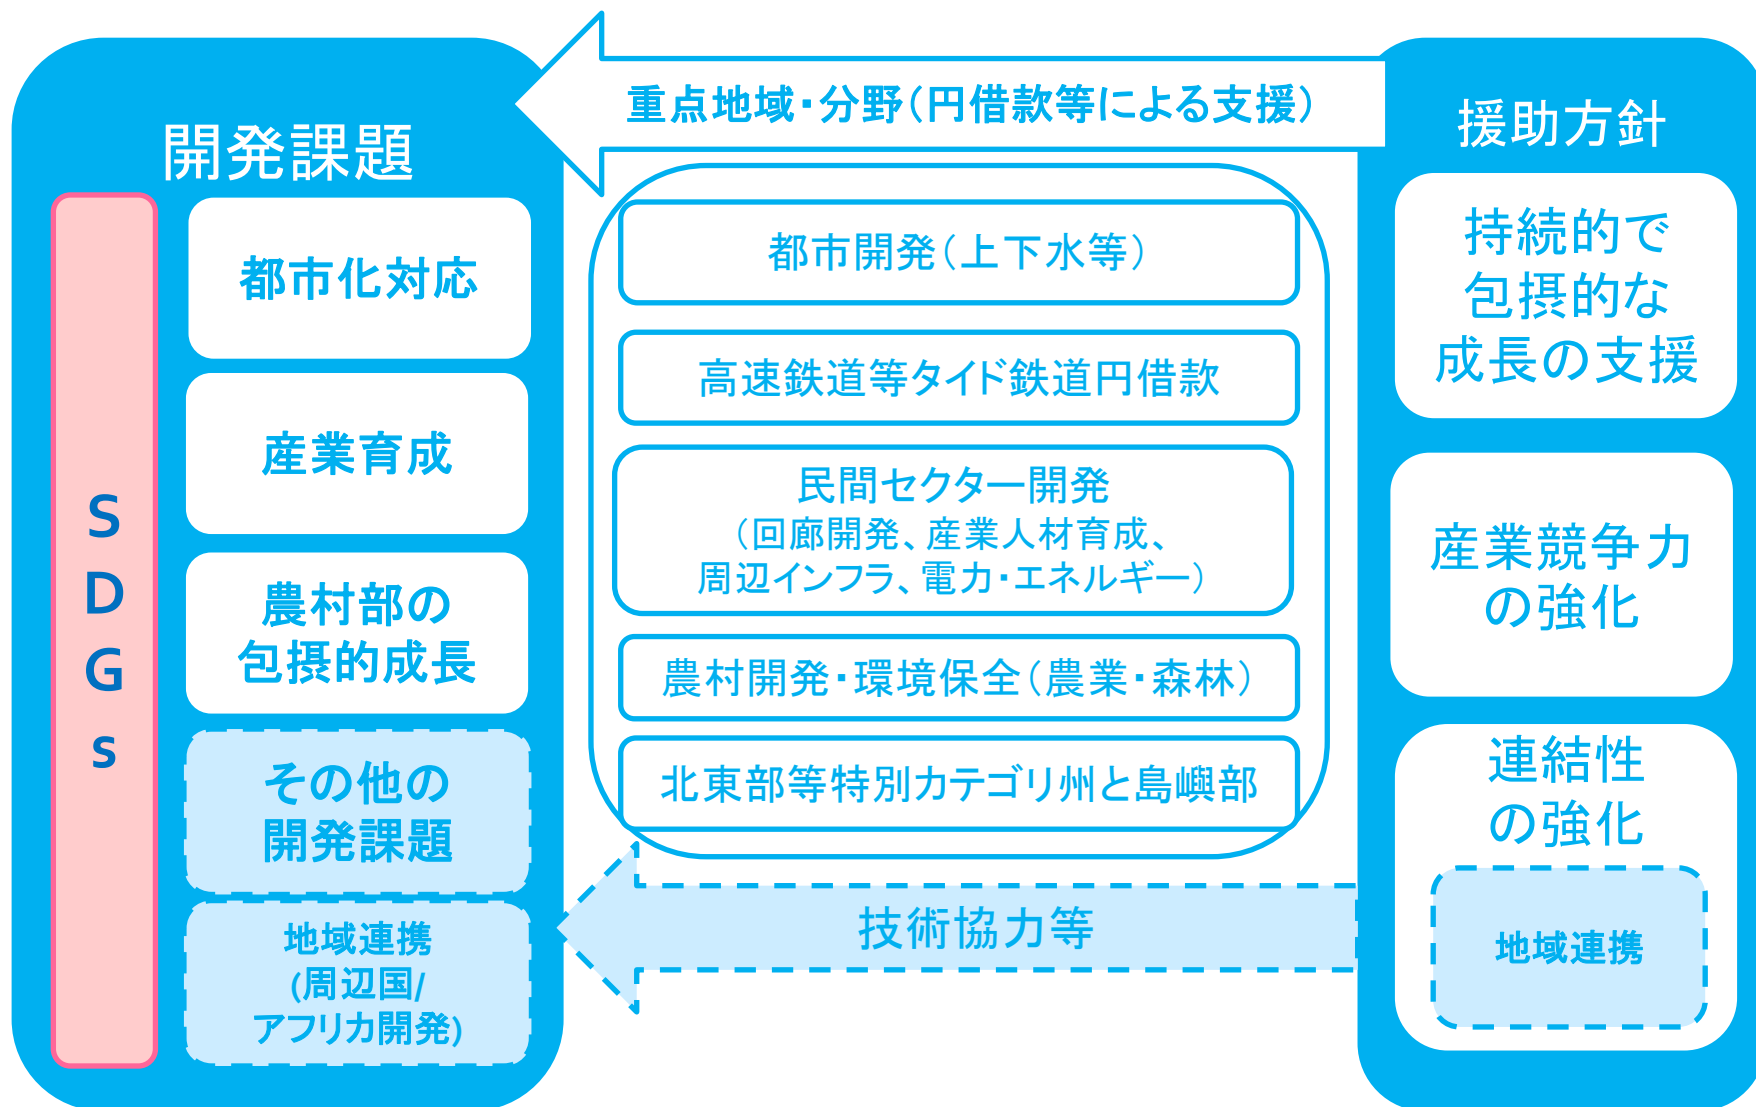 重点地域・分野（円借款等による支援）
開発課題
S
D
G
s
都市化対応
産業育成
農村部の
包摂的成長
その他の
開発課題
地域連携
(周辺国/
アフリカ開発)
都市開発（上下水等）
高速鉄道等タイド鉄道円借款
民間セクター開発
（回廊開発、産業人材育成、
周辺インフラ、電力・エネルギー）
農村開発・環境保全（農業・森林）
北東部等特別カテゴリ州と島嶼部
技術協力等
援助方針
持続的で
包摂的な
成長の支援
産業競争力
の強化
連結性
の強化
地域連携